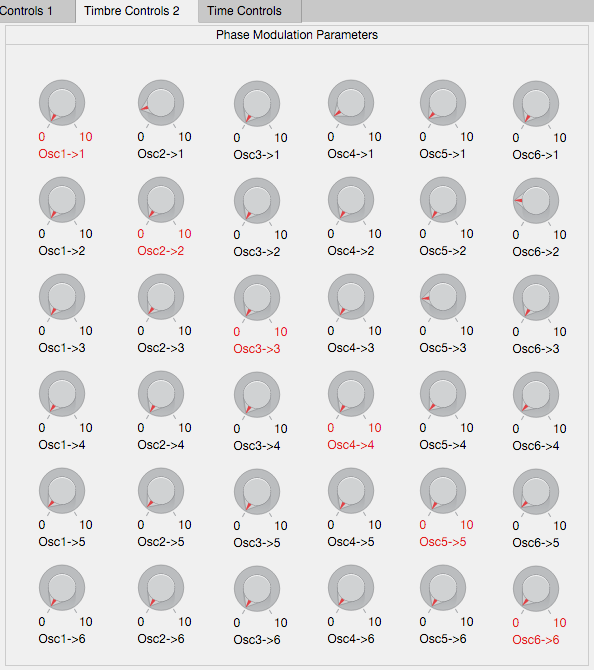 Controls 1 Timbre Controls 2 Time Controls
Phase Modulation Parameters
0 10 0 10 0 10 0 10 0 10 0 10
Osc1->1 Osc2->1 Osc3->1 Osc4->1 Osc5->1 Osc6->1
0 10 0 10 0 10 0 10 0 10 0 10
Osc1->2 Osc2->2 Osc3->2 Osc4->2 Osc5->2 Osc6->2
0 10 0 10 0 10 0 10 0 10 0 10
Osc1->3 Osc2->3 Osc3->3 Osc4->3 Osc5->3 Osc6->3
0 10 0 10 0 10 0 10 0 10 0 10
Osc1->4 Osc2->4 Osc3->4 Osc4->4 Osc5->4 Osc6->4
0 10 0 10 0 10 0 10 0 10 0 10
Osc1->5 Osc2->5 Osc3->5 Osc4->5 Osc5->5 Osc6->5
0 10 0 10 0 10 0 10 0 10 0 10
Osc1->6 Osc2->6 Osc3->6 Osc4->6 Osc5->6 Osc6->6